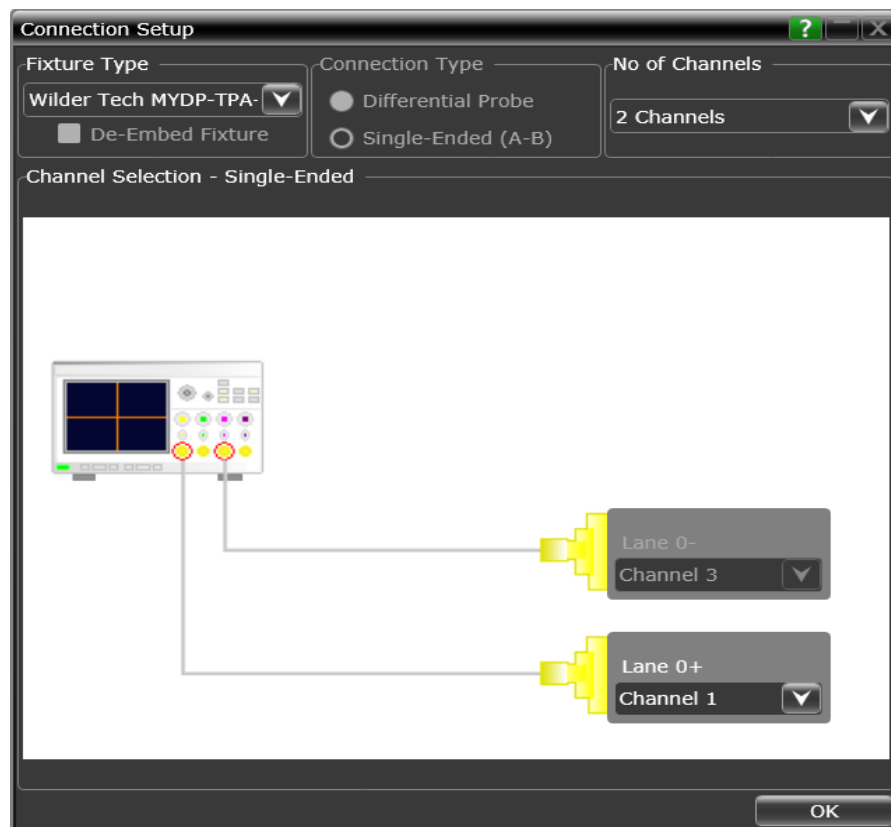 Connection Setup
?
Fixture Type
Connection Type
No of Channels
Wilder Tech MYDP-TPA-
Differential Probe
2 Channels
De-Embed Fixture
Single-Ended (A-B)
Channel Selection - Single-Ended
Lane 0-
Channel 3
Lane 0+
Channel 1
OK